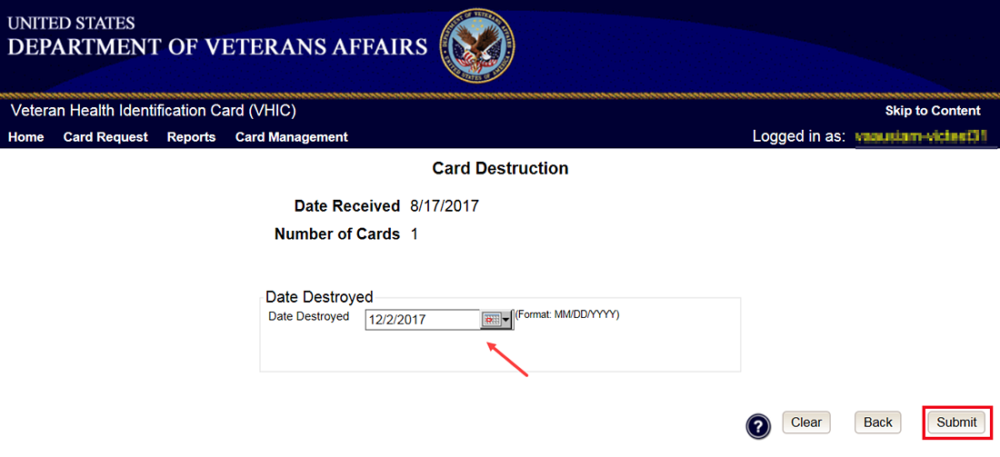 UNITED STATES
DEPARTMENT OF VETERANS AFFAIRS
Veteran Health Identification Card (VHIC)
Skip to Content
Home Card Request Reports Card Management
Logged in as:
Card Destruction
Date Received 8/17/2017
Number of Cards 1
Date Destroyed
Date Destroyed 12/2/2017 (Format: MM/DD/YYYY)
? Clear Back Submit